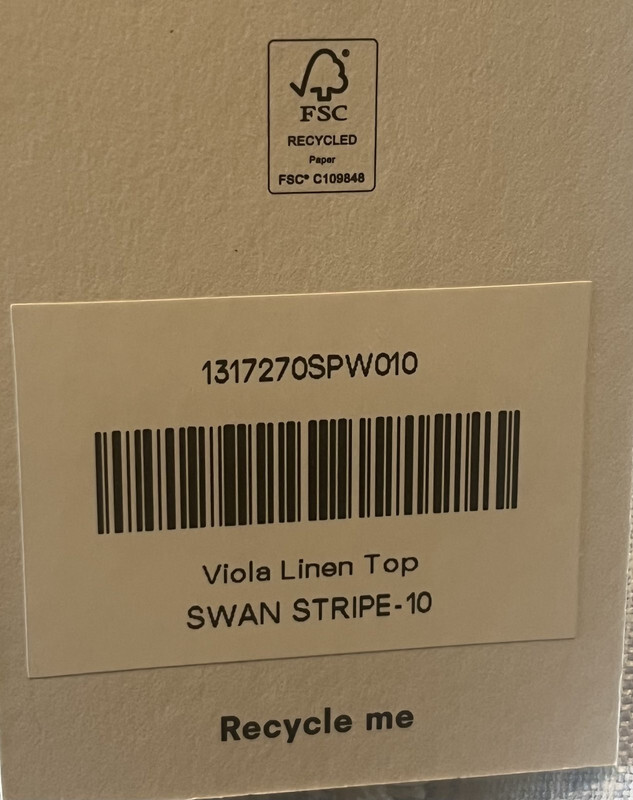 FSC
RECYCLED
Paper
FSC® C109848
1317270SPW010
Viola Linen Top
SWAN STRIPE-10
Recycle me